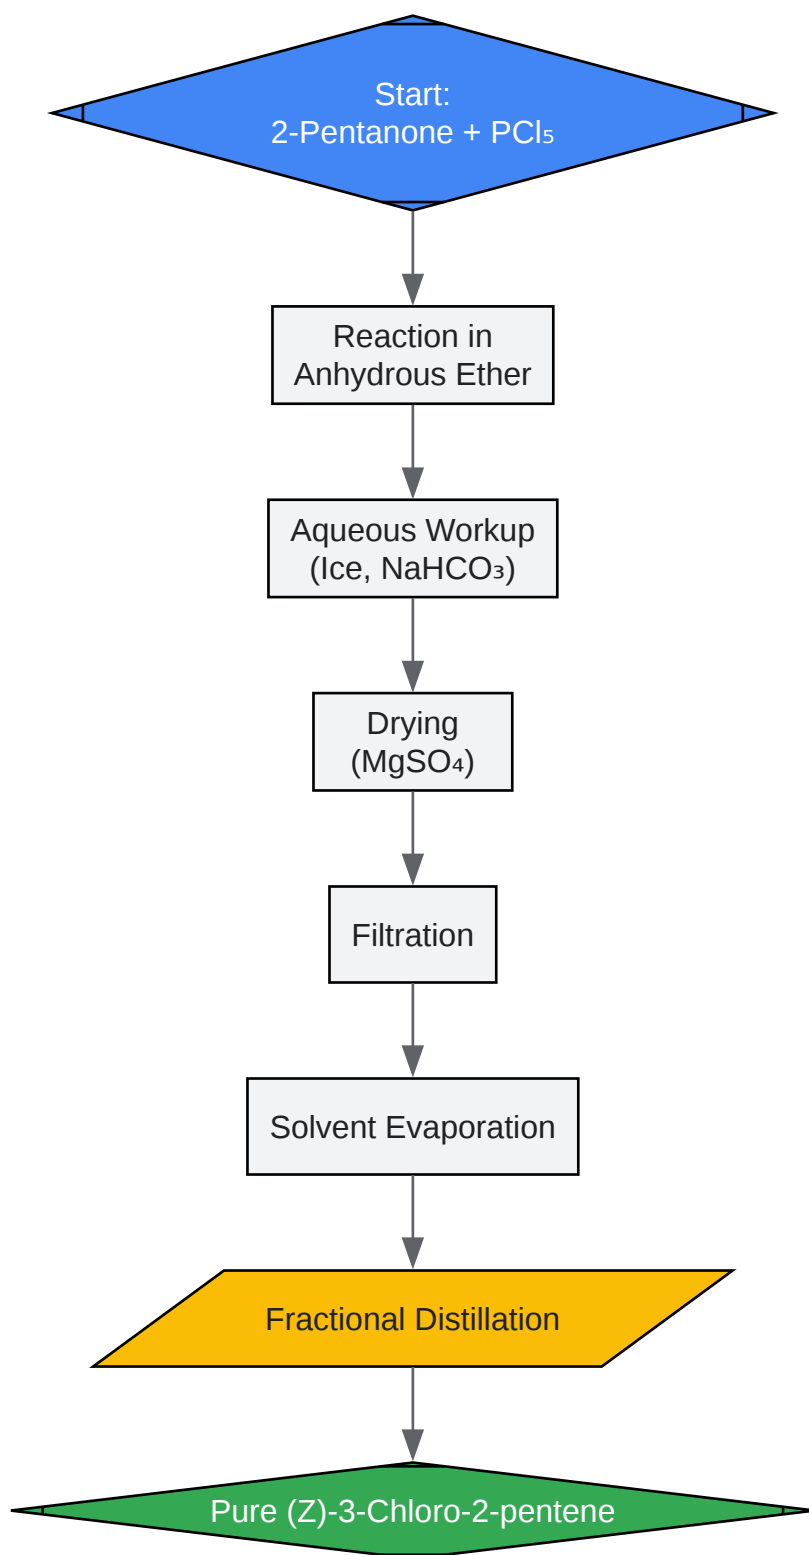 Start:
2-Pentanone + PCl₅
Reaction in
Anhydrous Ether
Aqueous Workup
(Ice, NaHCO₃)
Drying
(MgSO₄)
Filtration
Solvent Evaporation
Fractional Distillation
Pure (Z)-3-Chloro-2-pentene